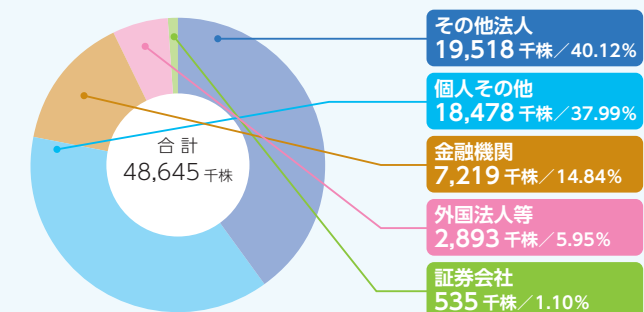 その他法人
19,518 千株／40.12%
個人その他
18,478 千株／37.99%
金融機関
7,219 千株／14.84%
外国法人等
2,893 千株／5.95%
証券会社
535 千株／1.10%
合計
48,645 千株